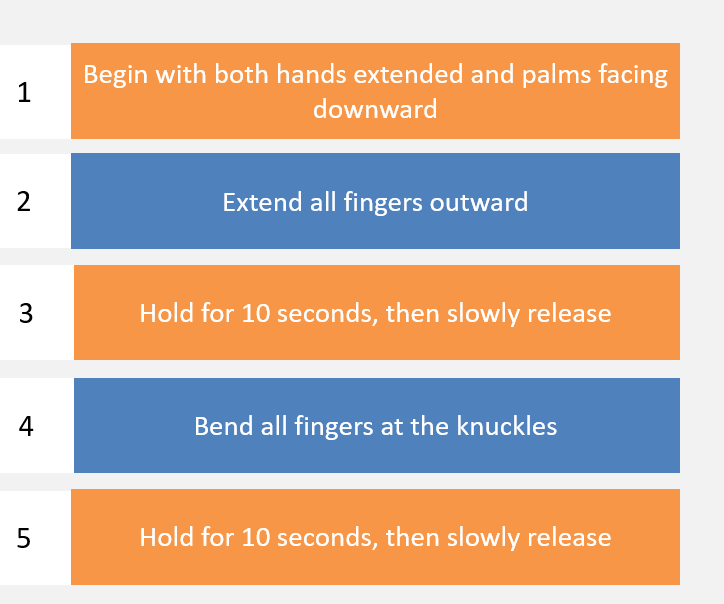 1
Begin with both hands extended and palms facing
downward
2
Extend all fingers outward
3
Hold for 10 seconds, then slowly release
4
Bend all fingers at the knuckles
5
Hold for 10 seconds, then slowly release